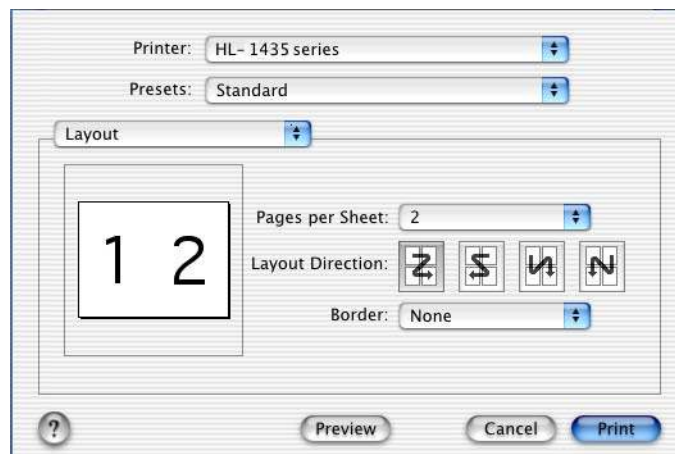 Printer: HL- 1435 series
Presets: Standard
Layout
1 2
Pages per Sheet: 2
Layout Direction:
Border: None
? Preview Cancel Print